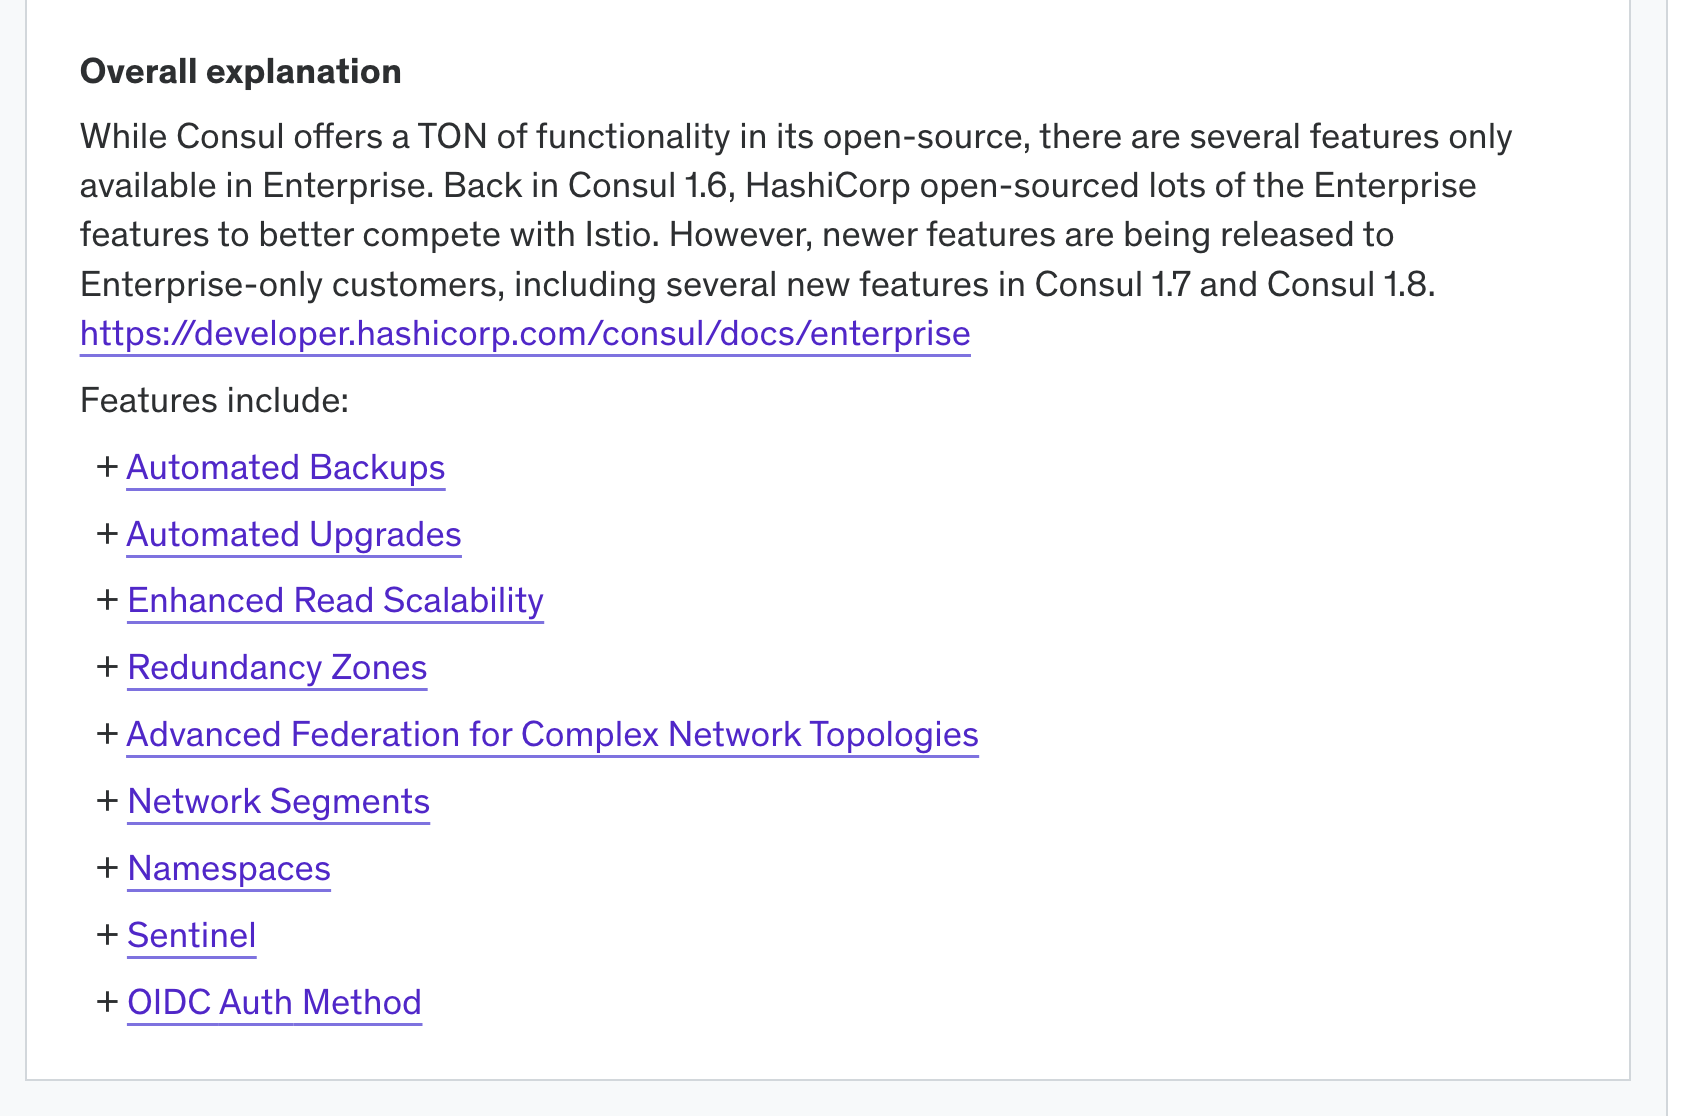 Overall explanation
While Consul offers a TON of functionality in its open-source, there are several features only
available in Enterprise. Back in Consul 1.6, HashiCorp open-sourced lots of the Enterprise
features to better compete with Istio. However, newer features are being released to
Enterprise-only customers, including several new features in Consul 1.7 and Consul 1.8.
https://developer.hashicorp.com/consul/docs/enterprise
Features include:
+ Automated Backups
+ Automated Upgrades
+ Enhanced Read Scalability
+ Redundancy Zones
+ Advanced Federation for Complex Network Topologies
+ Network Segments
+ Namespaces
+ Sentinel
+ OIDC Auth Method